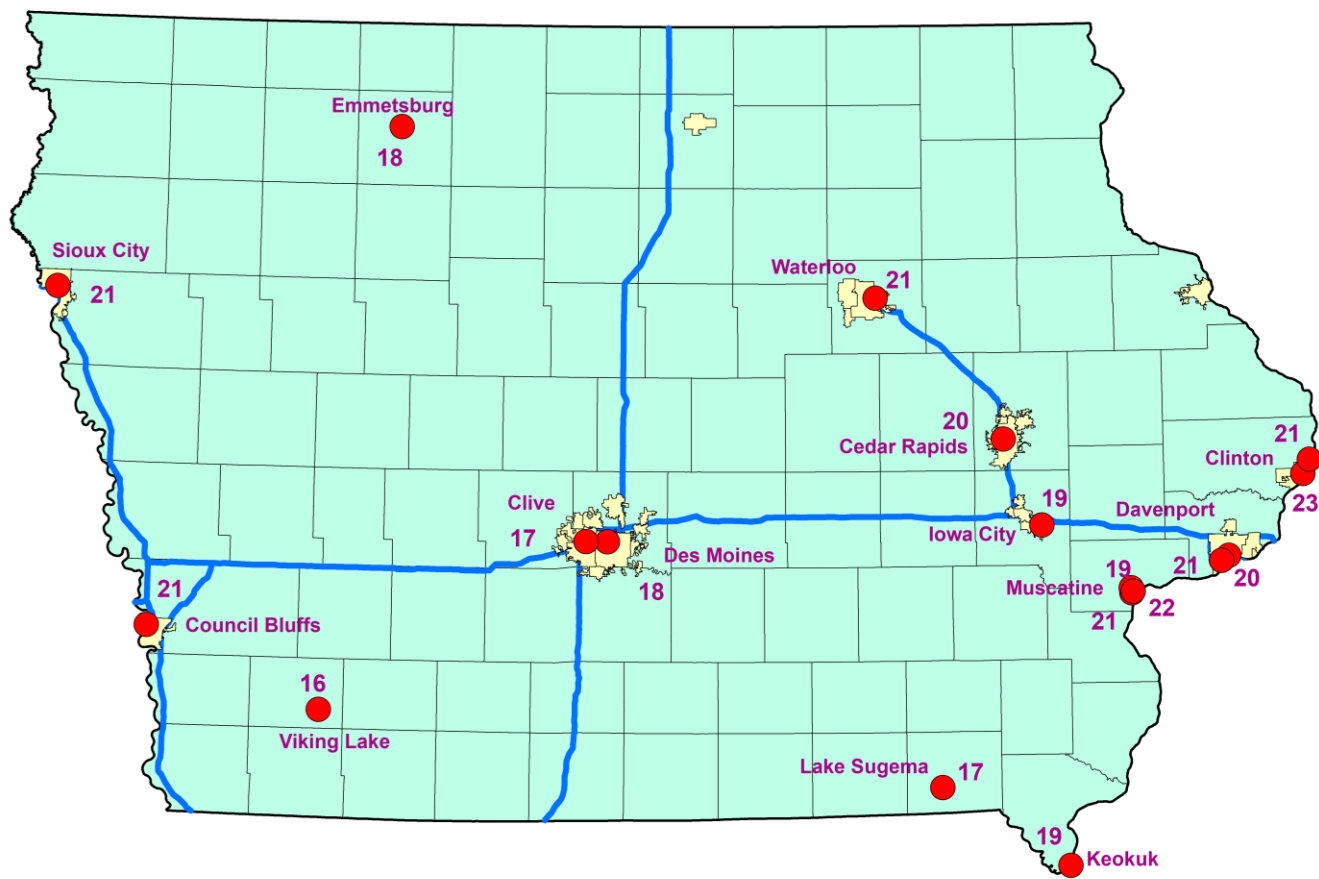 Emmetsburg
18
Sioux City
21
Waterloo
21
20
Cedar Rapids
21
Clinton
23
Clive
17
Des Moines
18
19
Iowa City
Davenport
21
20
19
Muscatine
22
21
21
Council Bluffs
16
Viking Lake
Lake Sugema
17
19
Keokuk